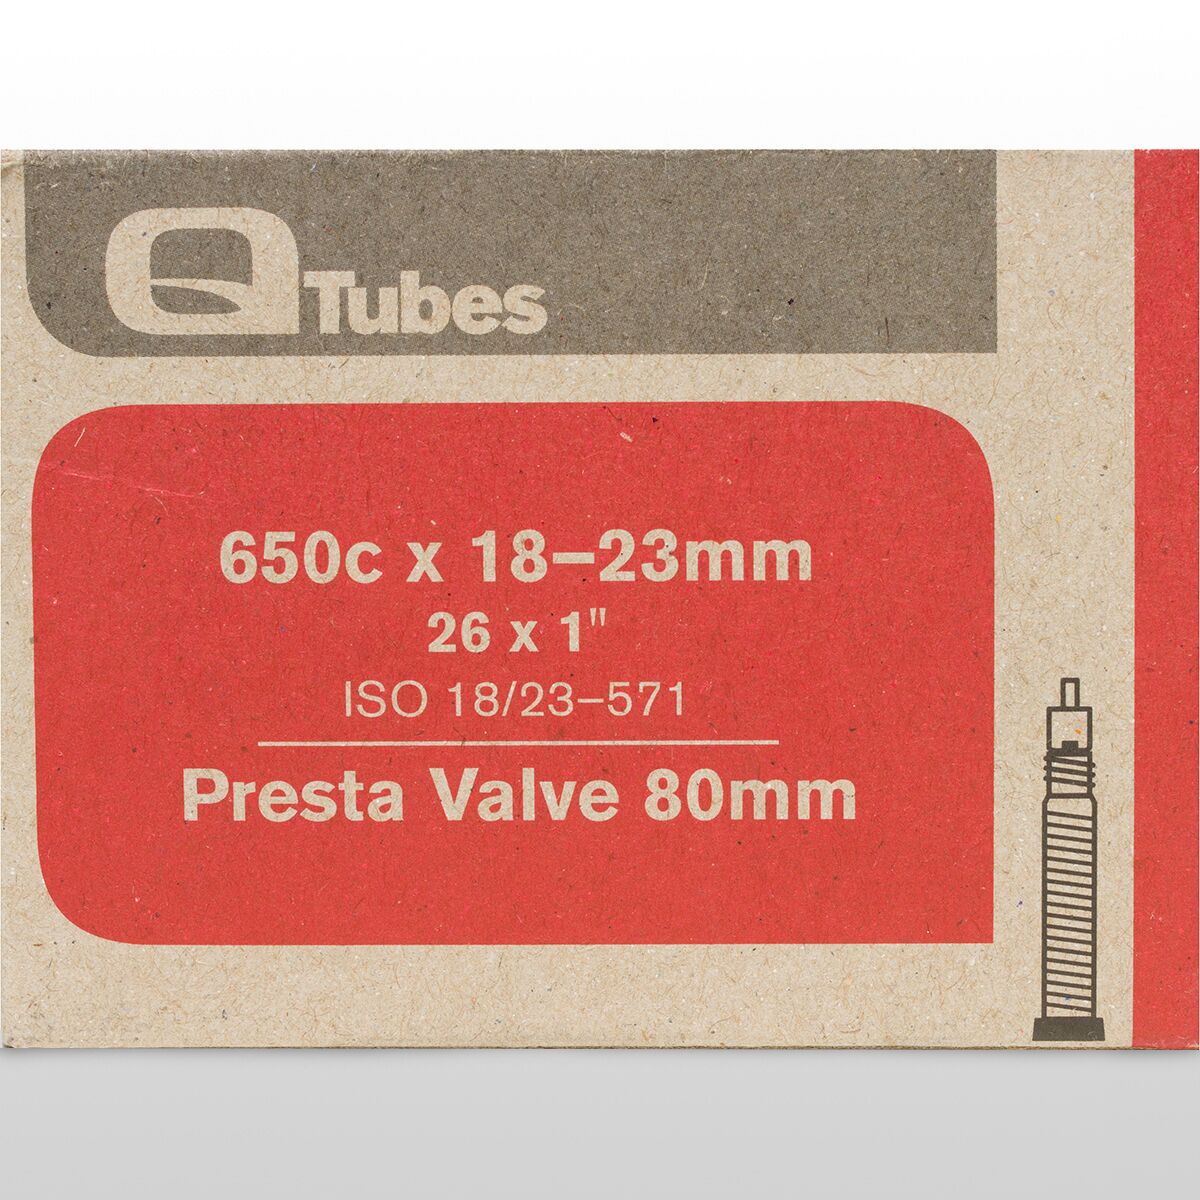 Q Tubes
650c x 18–23mm
26 x 1"
ISO 18/23–571
Presta Valve 80mm